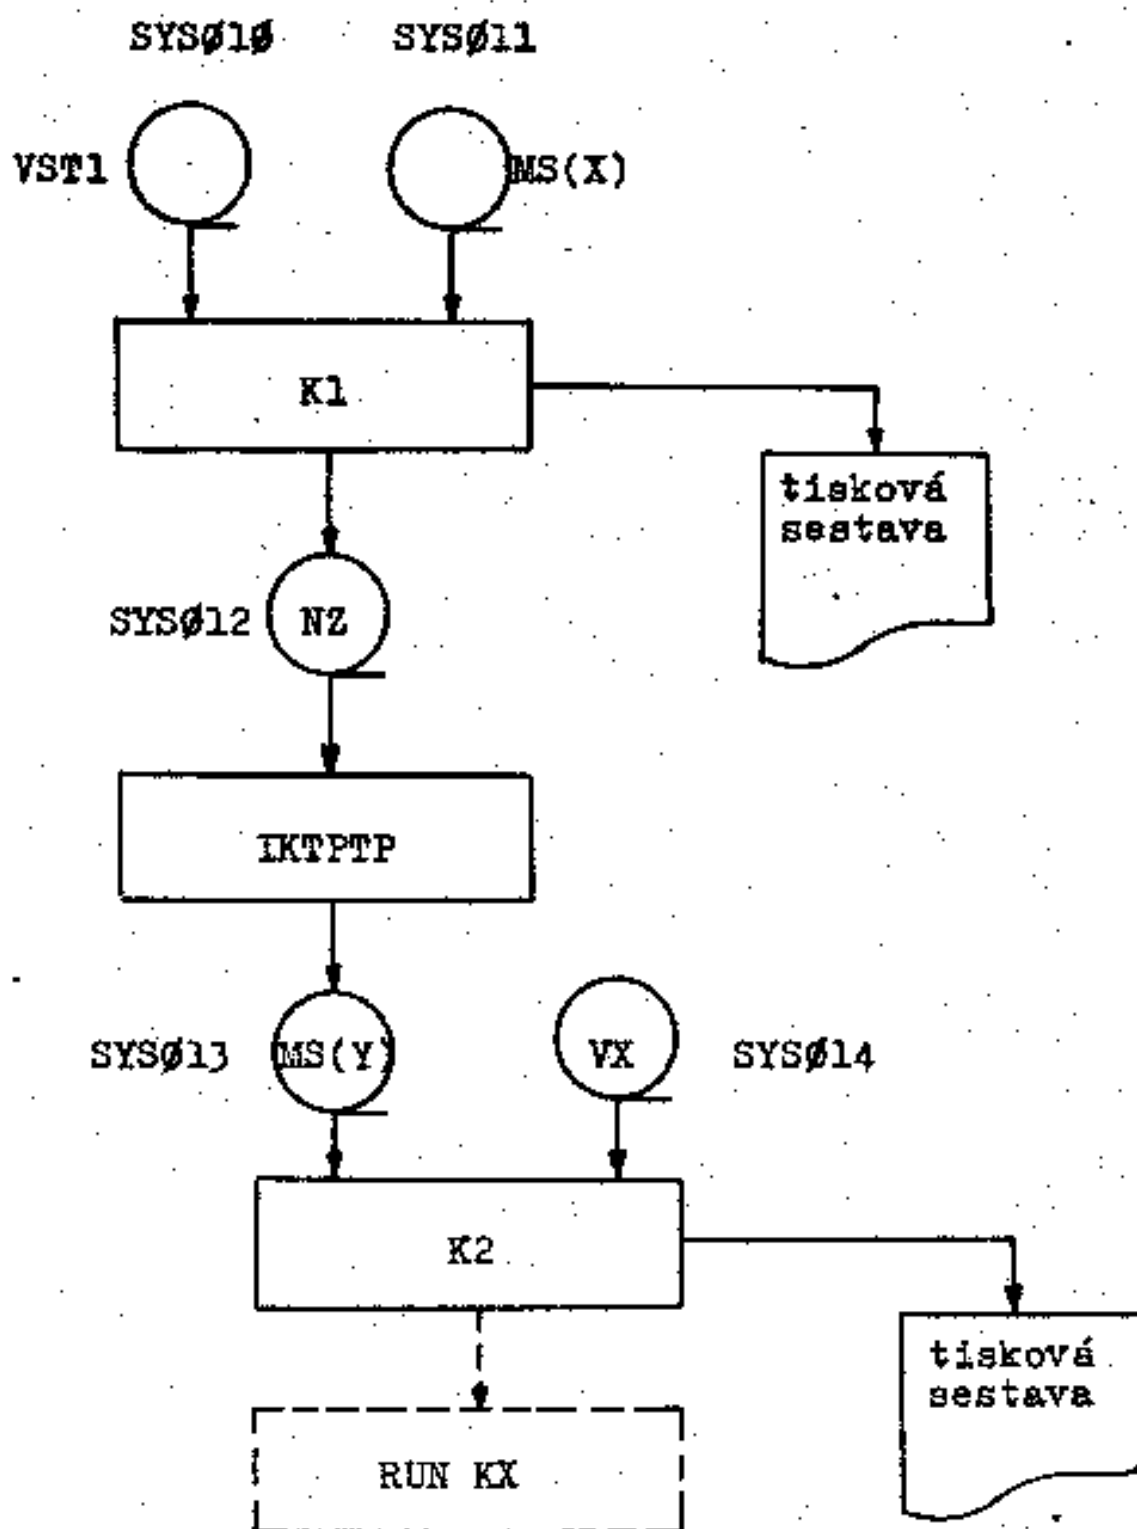 SYSØ1Ø SYSØ11
VST1 MS(X)
K1
tisková
sestava
SYSØ12 NZ
IKTPTP
SYSØ13 MS(Y) VX SYSØ14
K2
tisková
sestava
RUN KX